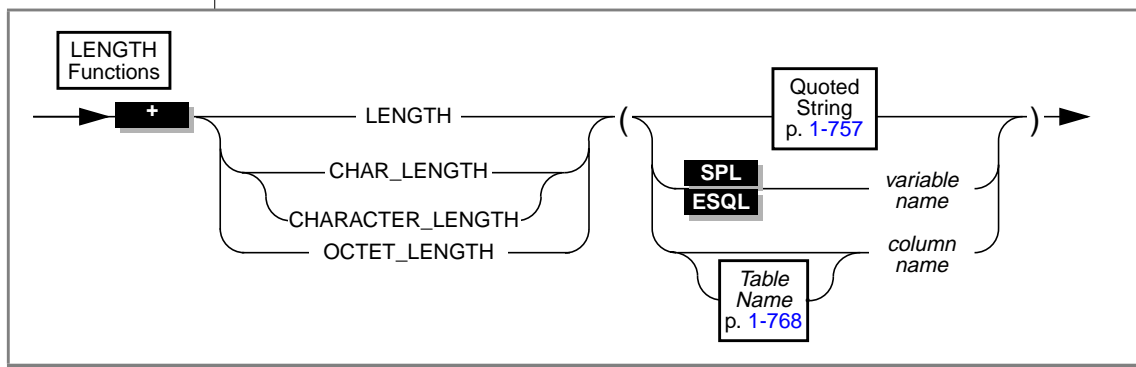 LENGTH
Functions
+
LENGTH
CHAR_LENGTH
CHARACTER_LENGTH
OCTET_LENGTH
(
Quoted
String
p. 1-757
SPL
ESQL
variable
name
column
name
Table
Name
p. 1-768
)